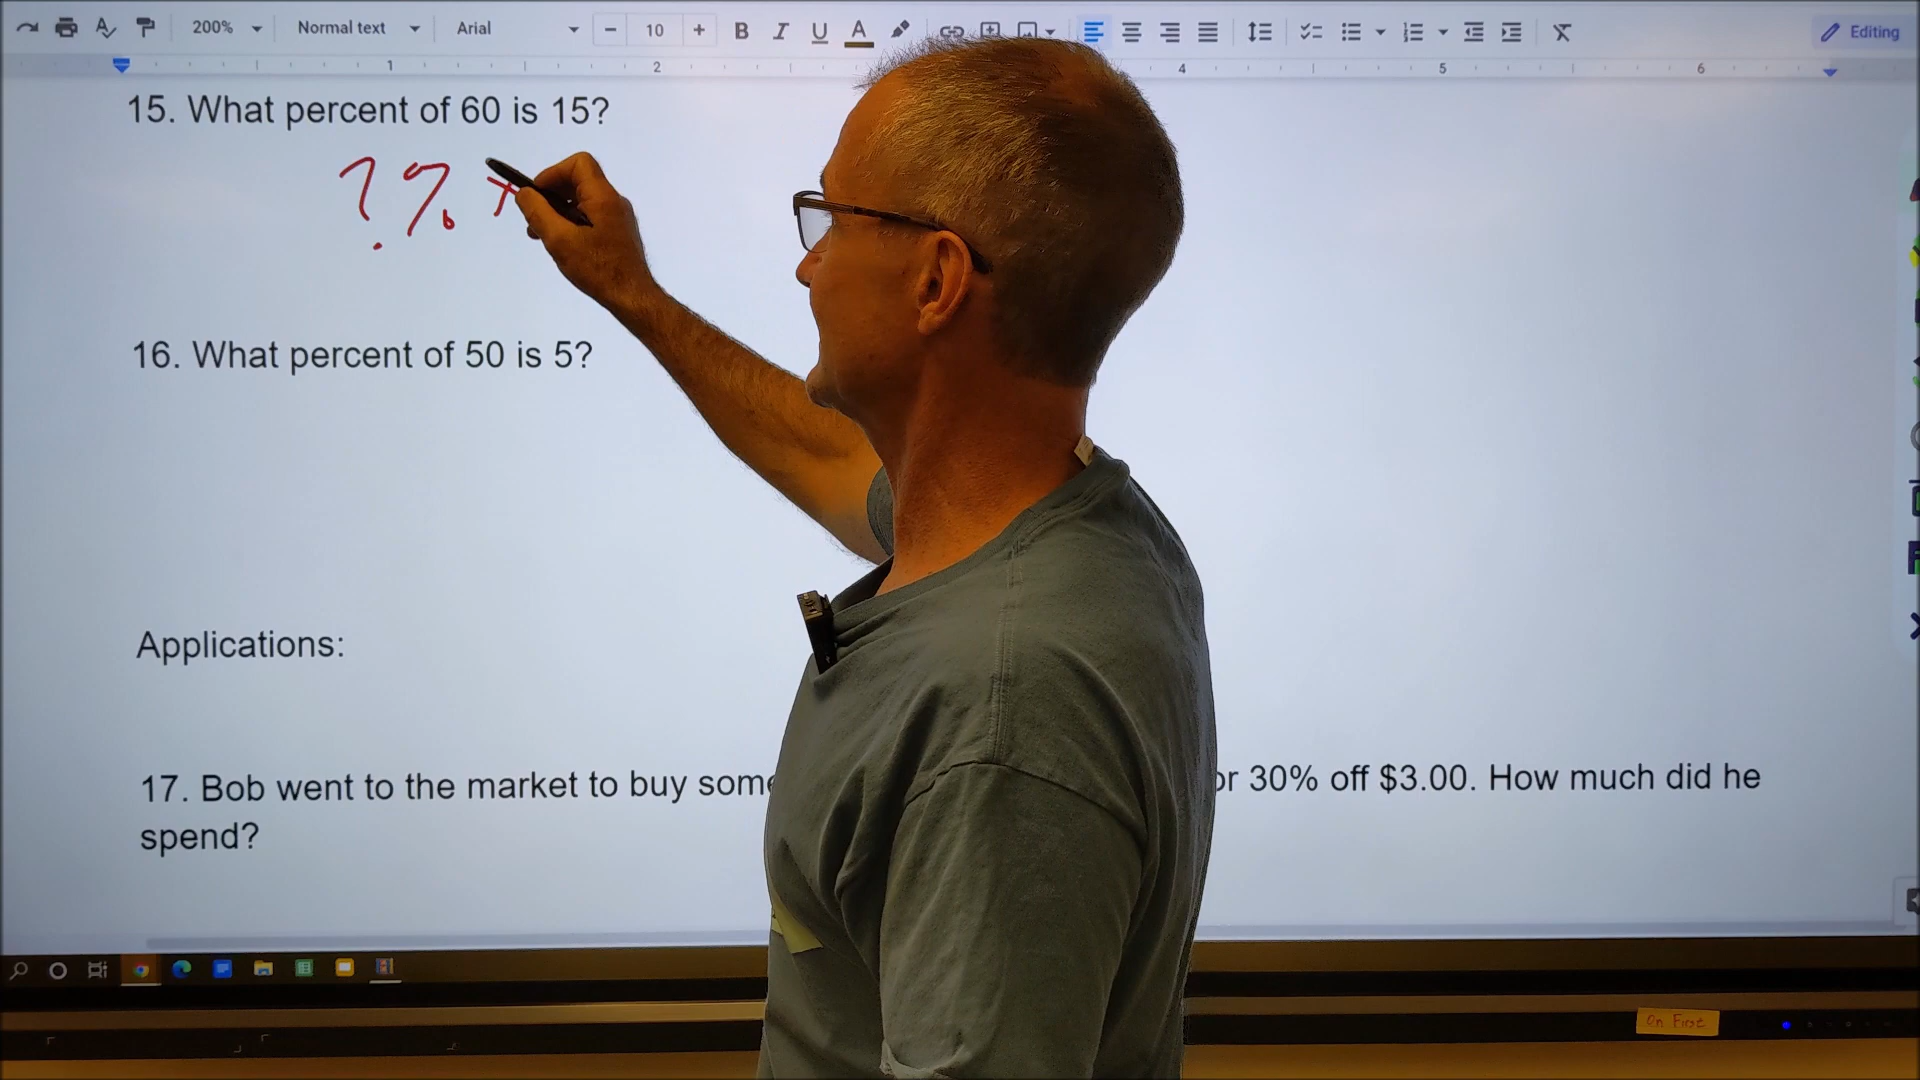 200% Normal text Arial 10 B I U A Editing
1 2 4 5 6
15. What percent of 60 is 15?
? % ×
16. What percent of 50 is 5?
Applications:
17. Bob went to the market to buy some or 30% off $3.00. How much did he
spend?
On First